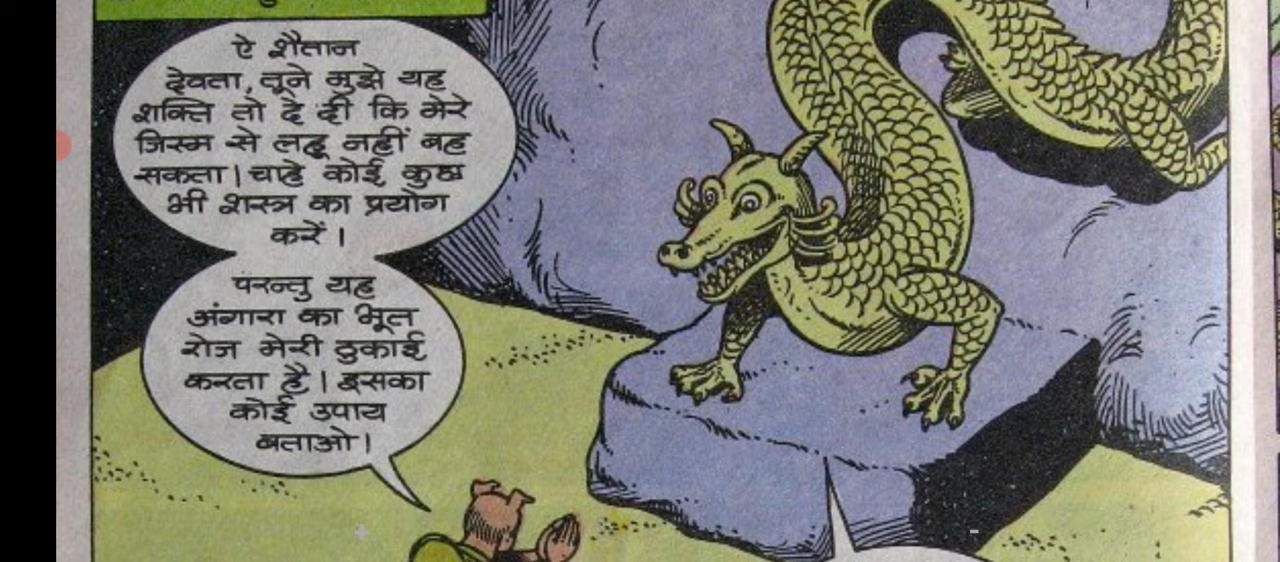 ऐ शैतान
देवता, तूने मुझे यह
शक्ति तो दे दी कि मेरे
जिस्म से लहू नहीं बह
सकता। चाहे कोई कुछ
भी शस्त्र का प्रयोग
करें।
परन्तु यह
अंगारा का भूत
रोज मेरी ठुकाई
करता है। इसका
कोई उपाय
बताओ।